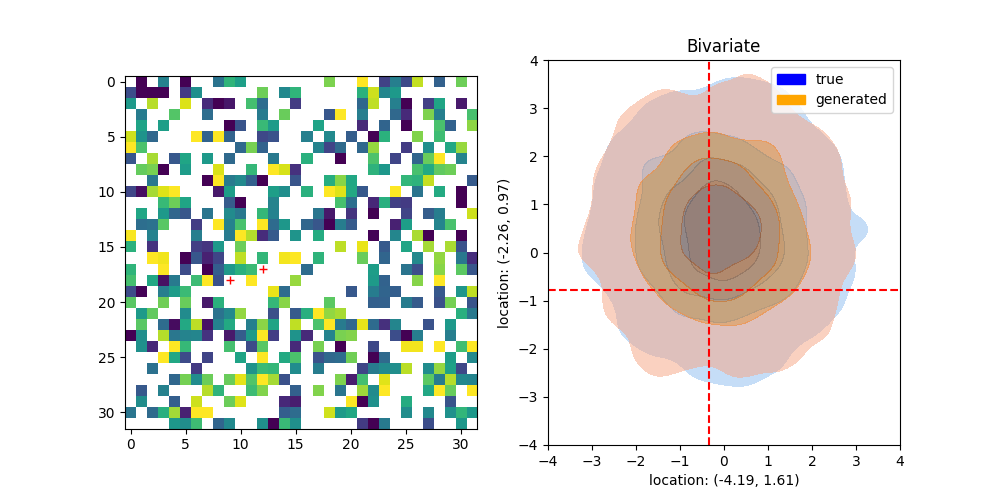 0
5
10
15
20
25
30
0 5 10 15 20 25 30
Bivariate
true
generated
4
3
2
1
0
−1
−2
−3
−4
location: (-2.26, 0.97)
−4 −3 −2 −1 0 1 2 3 4
location: (-4.19, 1.61)